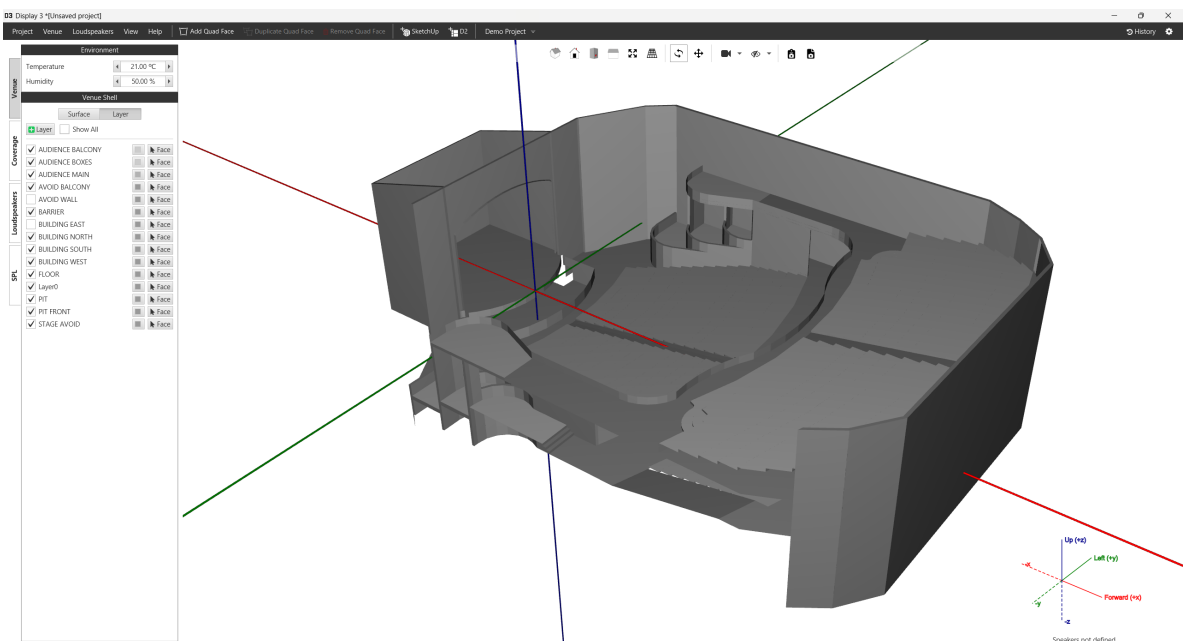 D3 Display 3 *[Unsaved project]
Project Venue Loudspeakers View Help Add Quad Face Duplicate Quad Face Remove Quad Face SketchUp D2 Demo Project History
Environment
Temperature 21.00 ºC
Humidity 50.00 %
Venue Shell
Surface Layer
Layer Show All
AUDIENCE BALCONY Face
AUDIENCE BOXES Face
AUDIENCE MAIN Face
AVOID BALCONY Face
AVOID WALL Face
BARRIER Face
BUILDING EAST Face
BUILDING NORTH Face
BUILDING SOUTH Face
BUILDING WEST Face
FLOOR Face
Layer0 Face
PIT Face
PIT FRONT Face
STAGE AVOID Face
Venue
Coverage
Loudspeakers
SPL
Up (+z)
Left (+y)
-x
Forward (+x)
-y
-z
Speakers not defined